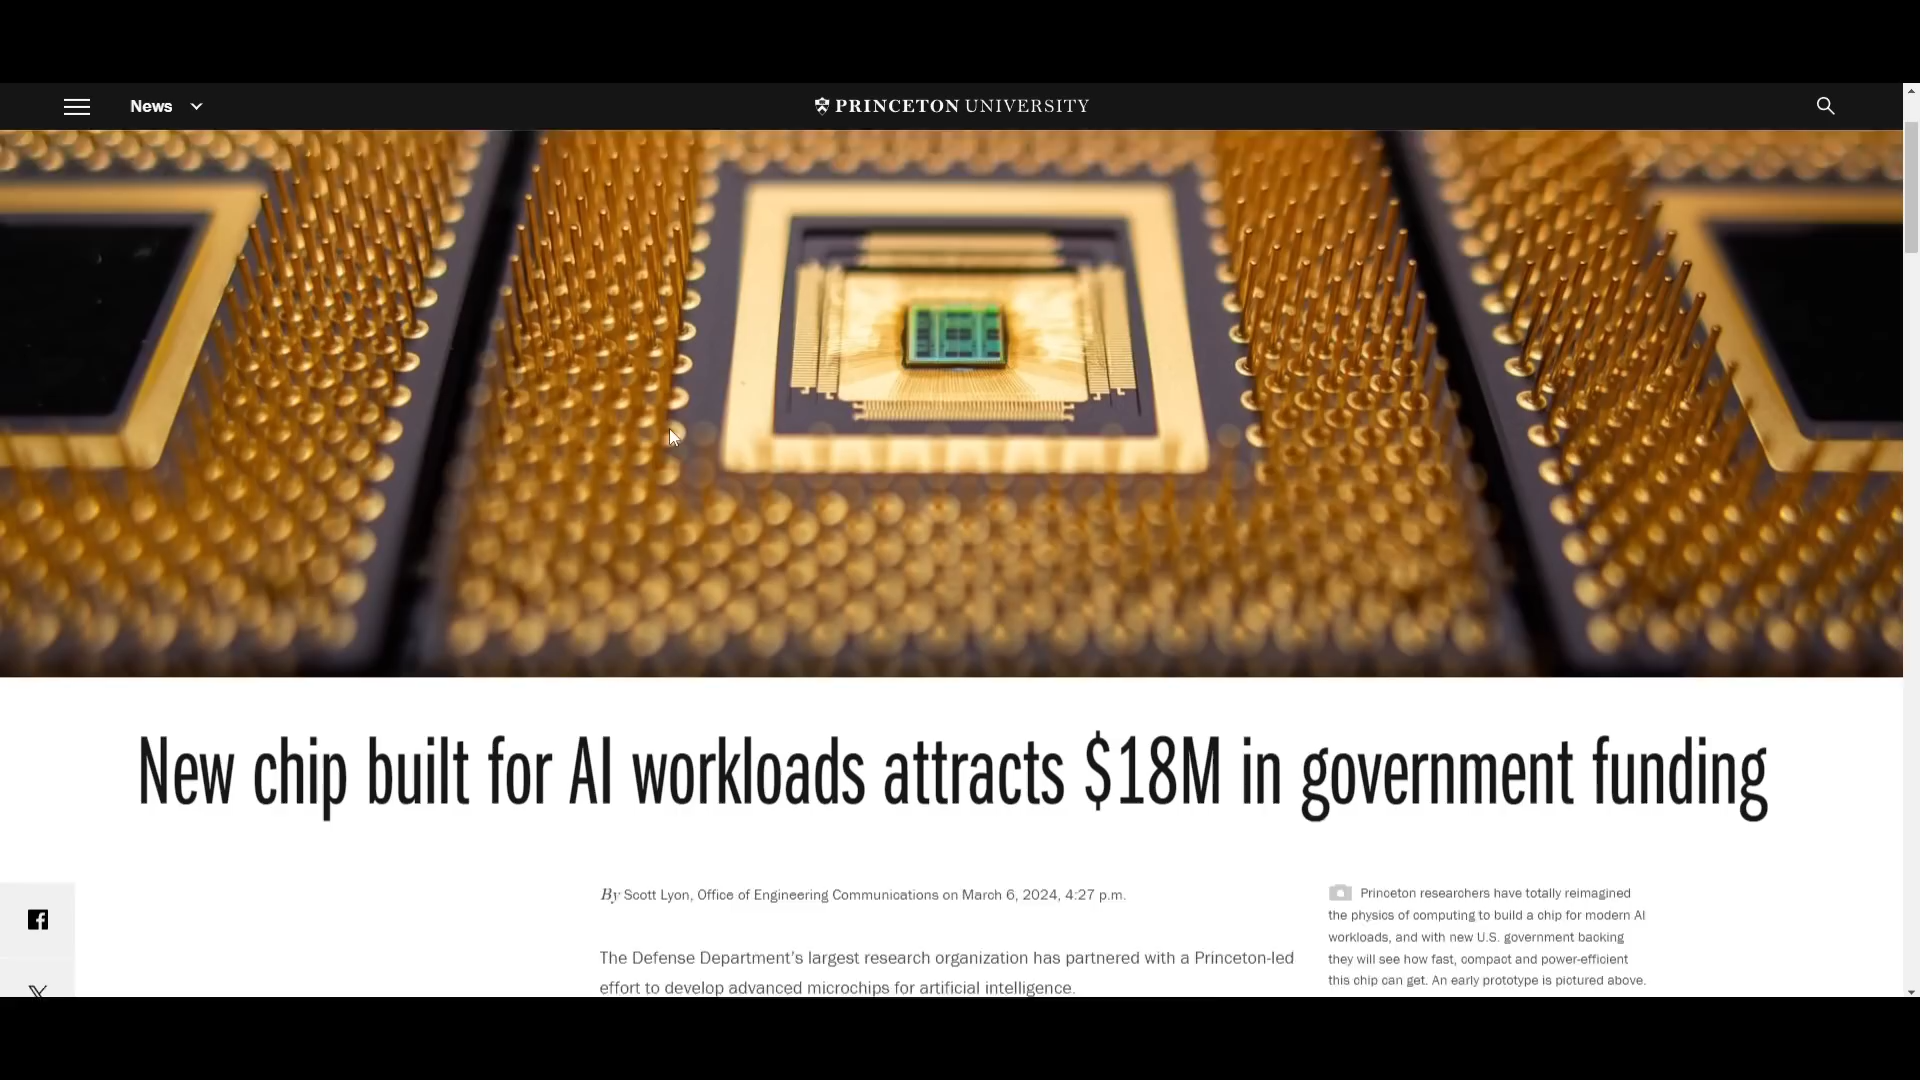 News
PRINCETON UNIVERSITY
New chip built for AI workloads attracts $18M in government funding
By Scott Lyon, Office of Engineering Communications on March 6, 2024, 4:27 p.m.
The Defense Department’s largest research organization has partnered with a Princeton-led
effort to develop advanced microchips for artificial intelligence.
Princeton researchers have totally reimagined
the physics of computing to build a chip for modern AI
workloads, and with new U.S. government backing
they will see how fast, compact and power-efficient
this chip can get. An early prototype is pictured above.